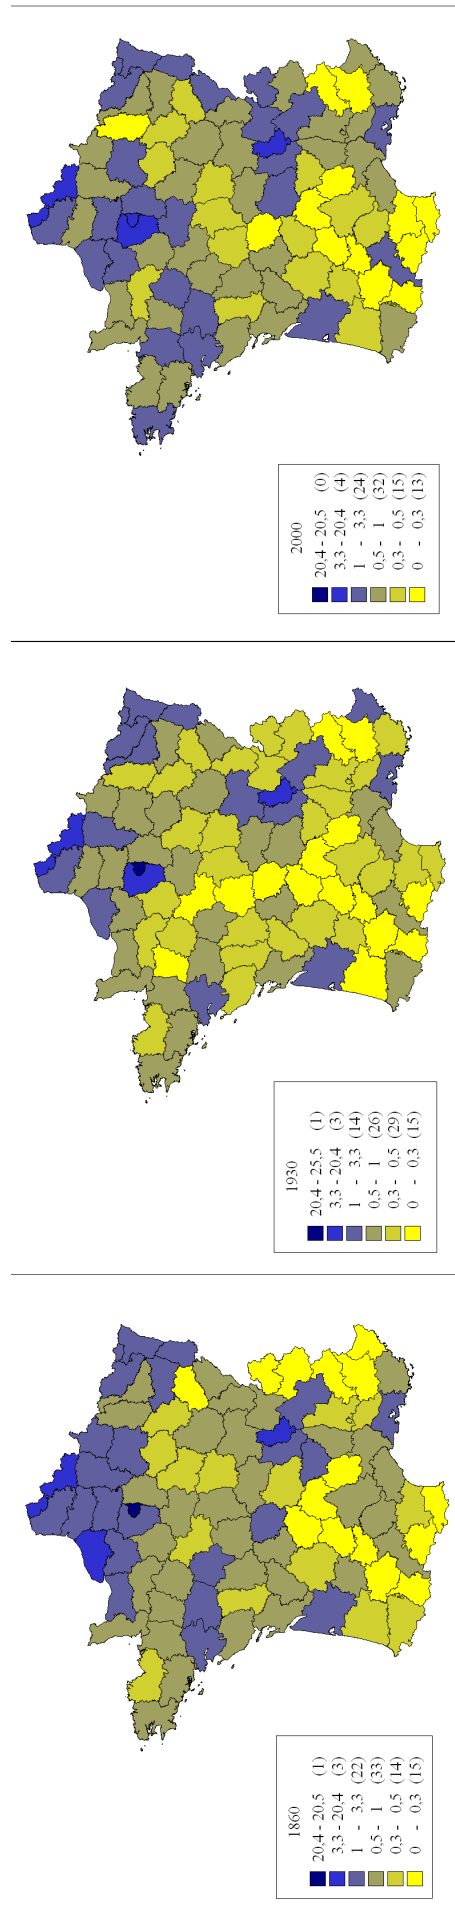 1860
20,4 - 20,5 (1)
3,3 - 20,4 (3)
1 - 3,3 (22)
0,5 - 1 (33)
0,3 - 0,5 (14)
0 - 0,3 (15)
1930
20,4 - 25,5 (1)
3,3 - 20,4 (3)
1 - 3,3 (14)
0,5 - 1 (26)
0,3 - 0,5 (29)
0 - 0,3 (15)
2000
20,4 - 20,5 (0)
3,3 - 20,4 (4)
1 - 3,3 (24)
0,5 - 1 (32)
0,3 - 0,5 (15)
0 - 0,3 (13)